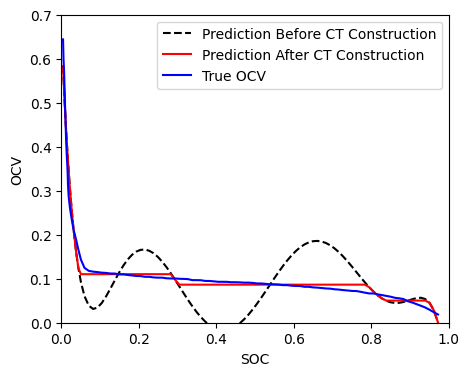 0.7
0.6
0.5
0.4
0.3
0.2
0.1
0.0
OCV
Prediction Before CT Construction
Prediction After CT Construction
True OCV
0.0 0.2 0.4 0.6 0.8 1.0
SOC